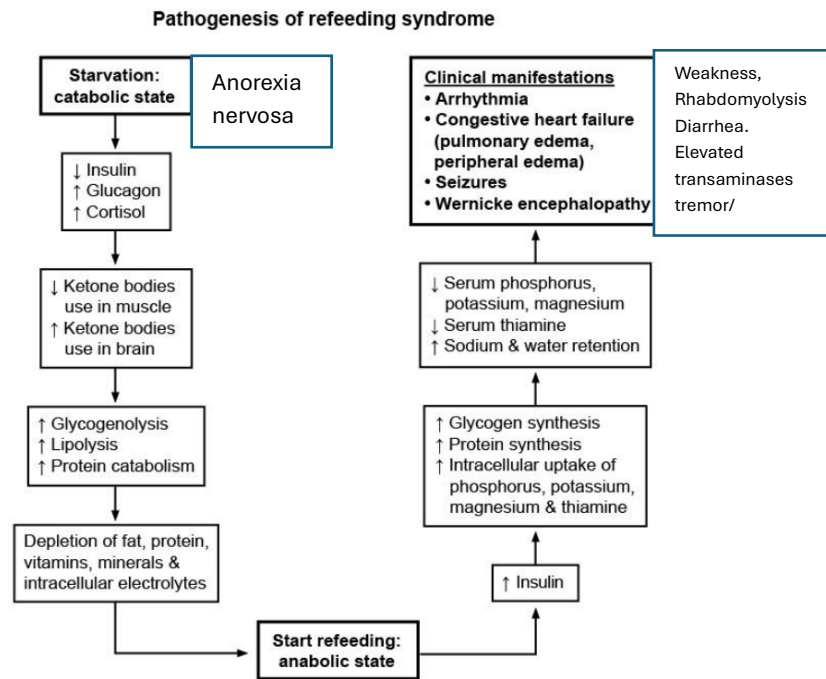 Pathogenesis of refeeding syndrome
Starvation:
catabolic state
Anorexia
nervosa
↓ Insulin
↑ Glucagon
↑ Cortisol
↓ Ketone bodies
use in muscle
↑ Ketone bodies
use in brain
↑ Glycogenolysis
↑ Lipolysis
↑ Protein catabolism
Depletion of fat, protein,
vitamins, minerals &
intracellular electrolytes
Start refeeding:
anabolic state
↑ Insulin
↑ Glycogen synthesis
↑ Protein synthesis
↑ Intracellular uptake of
phosphorus, potassium,
magnesium & thiamine
↓ Serum phosphorus,
potassium, magnesium
↓ Serum thiamine
↑ Sodium & water retention
Clinical manifestations
• Arrhythmia
• Congestive heart failure
(pulmonary edema,
peripheral edema)
• Seizures
• Wernicke encephalopathy
Weakness,
Rhabdomyolysis
Diarrhea.
Elevated
transaminases
tremor/